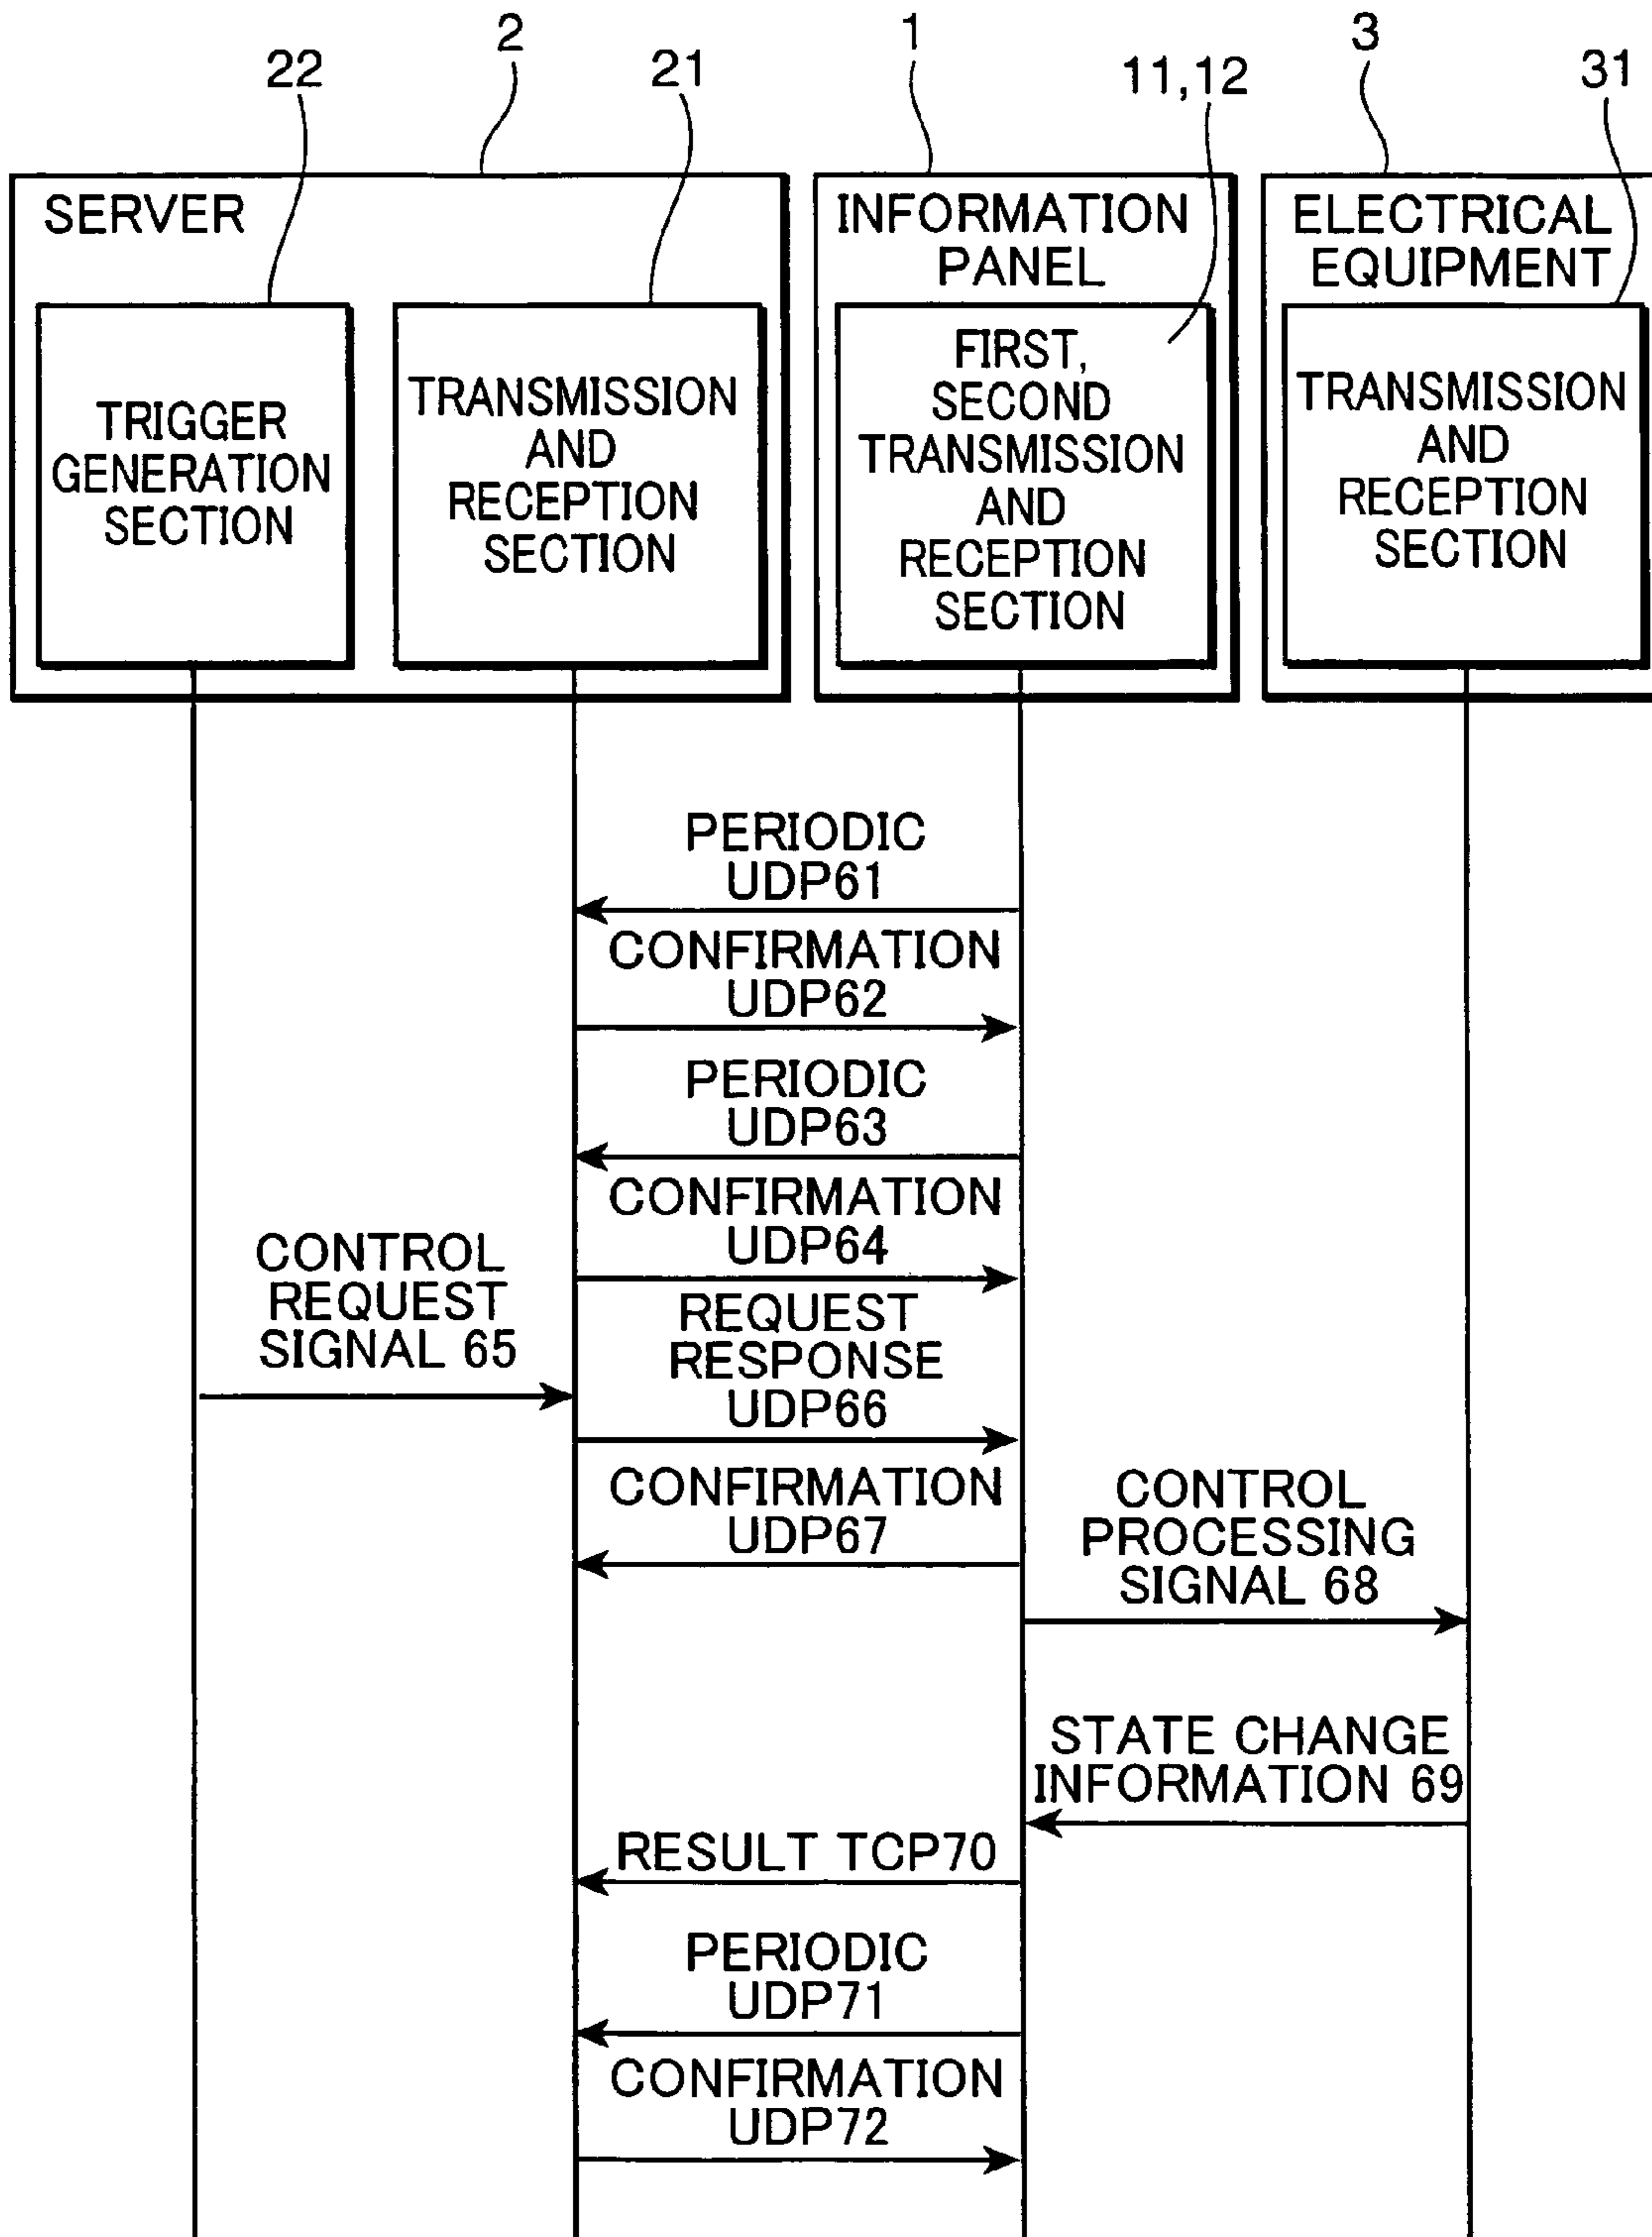 2
1
3
22
21
11,12
31
SERVER
INFORMATION
PANEL
ELECTRICAL
EQUIPMENT
TRIGGER
GENERATION
SECTION
TRANSMISSION
AND
RECEPTION
SECTION
FIRST,
SECOND
TRANSMISSION
AND
RECEPTION
SECTION
TRANSMISSION
AND
RECEPTION
SECTION
PERIODIC
UDP61
CONFIRMATION
UDP62
PERIODIC
UDP63
CONFIRMATION
UDP64
CONTROL
REQUEST
SIGNAL 65
REQUEST
RESPONSE
UDP66
CONFIRMATION
UDP67
CONTROL
PROCESSING
SIGNAL 68
STATE CHANGE
INFORMATION 69
RESULT TCP70
PERIODIC
UDP71
CONFIRMATION
UDP72